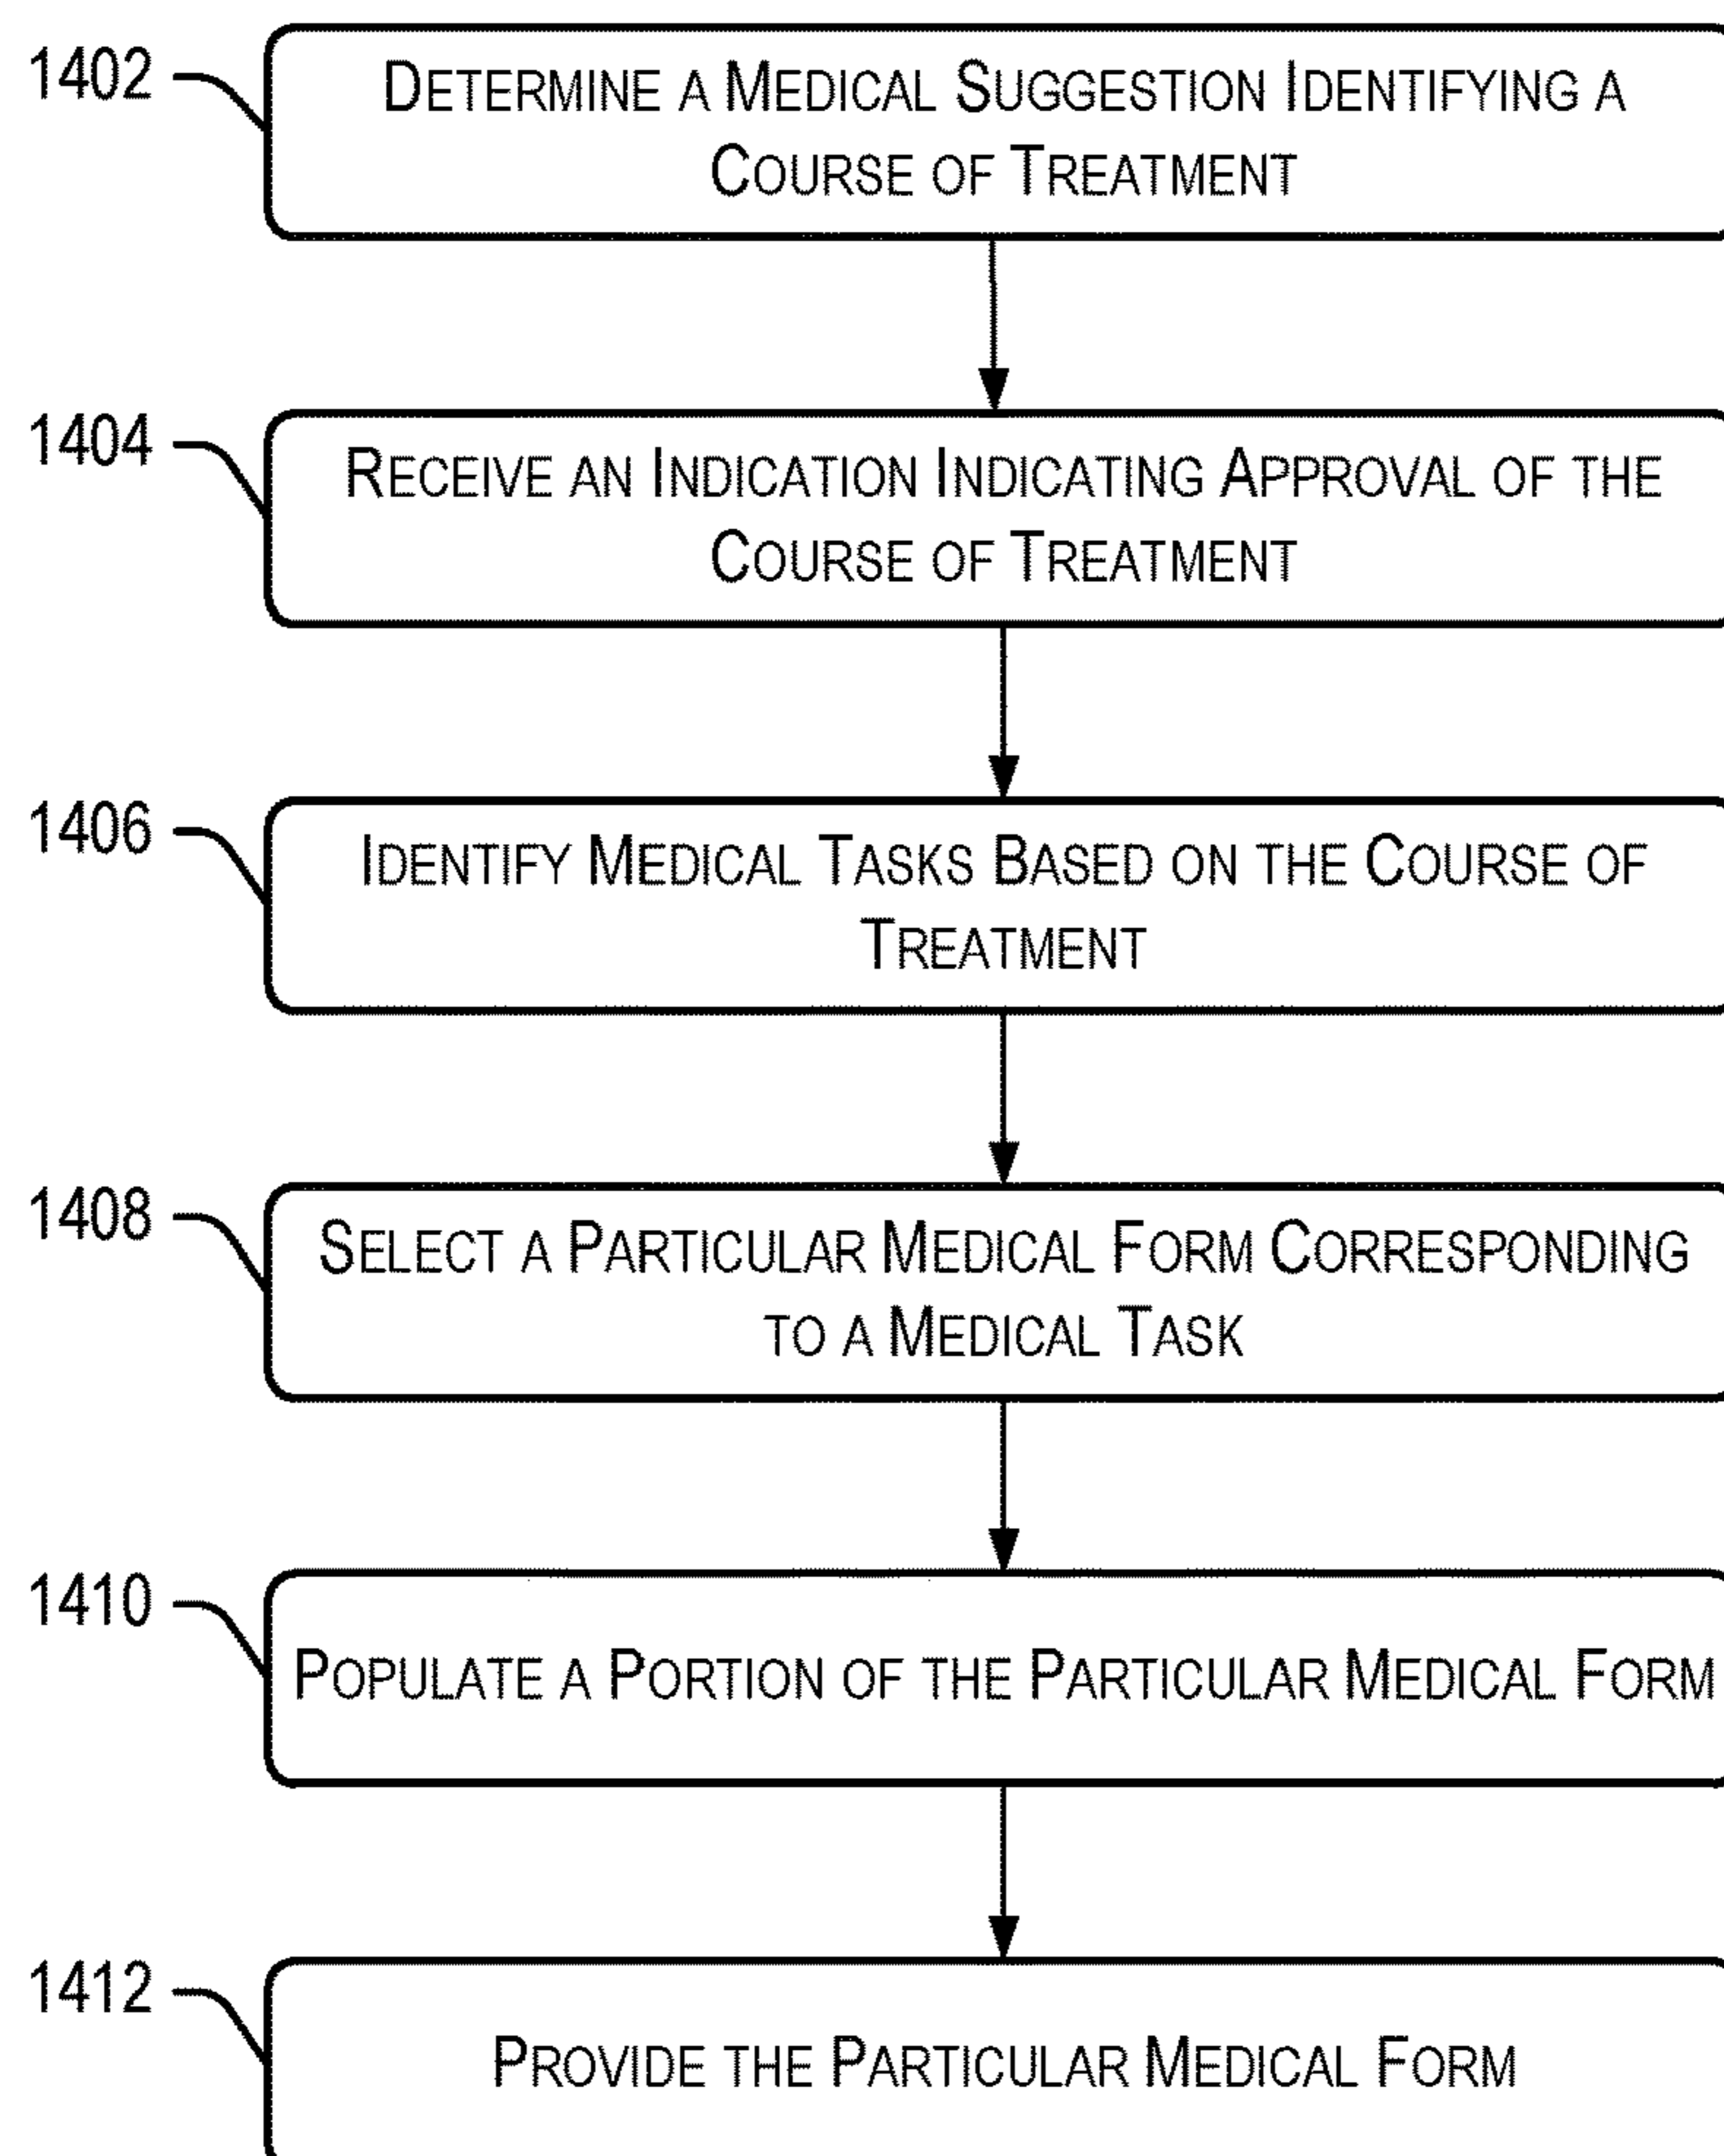 1402
DETERMINE A MEDICAL SUGGESTION IDENTIFYING A
COURSE OF TREATMENT
1404
RECEIVE AN INDICATION INDICATING APPROVAL OF THE
COURSE OF TREATMENT
1406
IDENTIFY MEDICAL TASKS BASED ON THE COURSE OF
TREATMENT
1408
SELECT A PARTICULAR MEDICAL FORM CORRESPONDING
TO A MEDICAL TASK
1410
POPULATE A PORTION OF THE PARTICULAR MEDICAL FORM
1412
PROVIDE THE PARTICULAR MEDICAL FORM